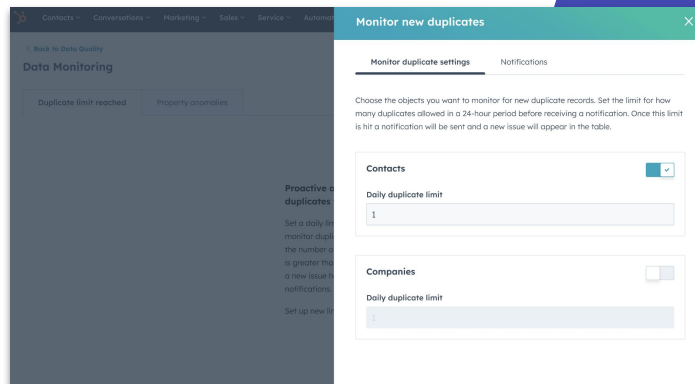 Contacts Conversations Marketing Sales Service Automat
Back to Data Quality
Data Monitoring
Duplicate limit reached Property anomalies
Proactive a
duplicates
Set a daily lim
monitor dupli
the number o
is greater tha
a new issue h
notifications.
Set up new lim
Monitor new duplicates
Monitor duplicate settings Notifications
Choose the objects you want to monitor for new duplicate records. Set the limit for how
many duplicates allowed in a 24-hour period before receiving a notification. Once this limit
is hit a notification will be sent and a new issue will appear in the table.
Contacts
Daily duplicate limit
1
Companies
Daily duplicate limit
1